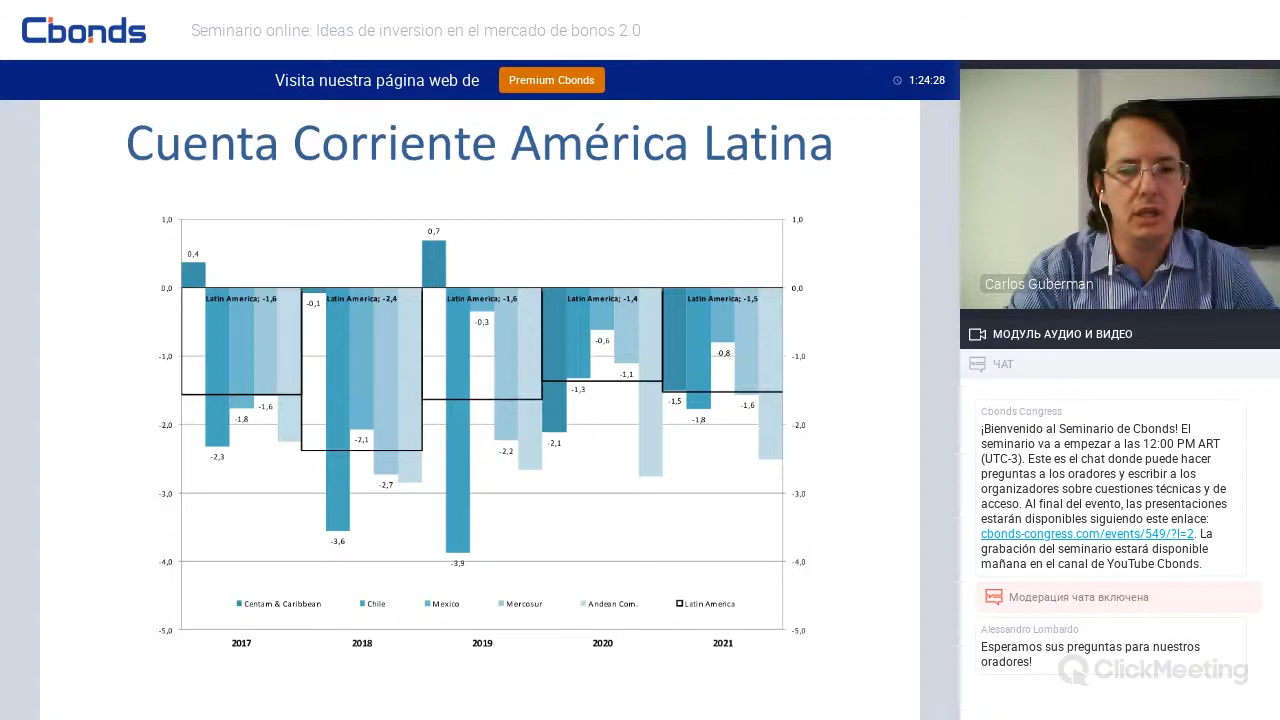 Cbonds
Seminario online: Ideas de inversion en el mercado de bonos 2.0
Visita nuestra página web de
Premium Cbonds
1:24:28
Cuenta Corriente América Latina
1,0
0,0
-1,0
-2,0
-3,0
-4,0
-5,0
0,4
-2,3
-1,8
-1,6
Latin America; -1,6
-0,1
-3,6
-2,1
-2,7
Latin America; -2,4
0,7
-3,9
-0,3
-2,2
Latin America; -1,6
-2,1
-1,3
-0,6
-1,1
Latin America; -1,4
-1,5
-1,8
-0,8
-1,6
Latin America; -1,5
1,0
0,0
-1,0
-2,0
-3,0
-4,0
-5,0
Centam & Caribbean
Chile
Mexico
Mercosur
Andean Com.
Latin America
2017
2018
2019
2020
2021
Carlos Guberman
МОДУЛЬ АУДИО И ВИДЕО
ЧАТ
Cbonds Congress
¡Bienvenido al Seminario de Cbonds! El
seminario va a empezar a las 12:00 PM ART
(UTC-3). Este es el chat donde puede hacer
preguntas a los oradores y escribir a los
organizadores sobre cuestiones técnicas y de
acceso. Al final del evento, las presentaciones
estarán disponibles siguiendo este enlace:
cbonds-congress.com/events/549/?l=2. La
grabación del seminario estará disponible
mañana en el canal de YouTube Cbonds.
Модерация чата включена
Alessandro Lombardo
Esperamos sus preguntas para nuestros
oradores!
ClickMeeting